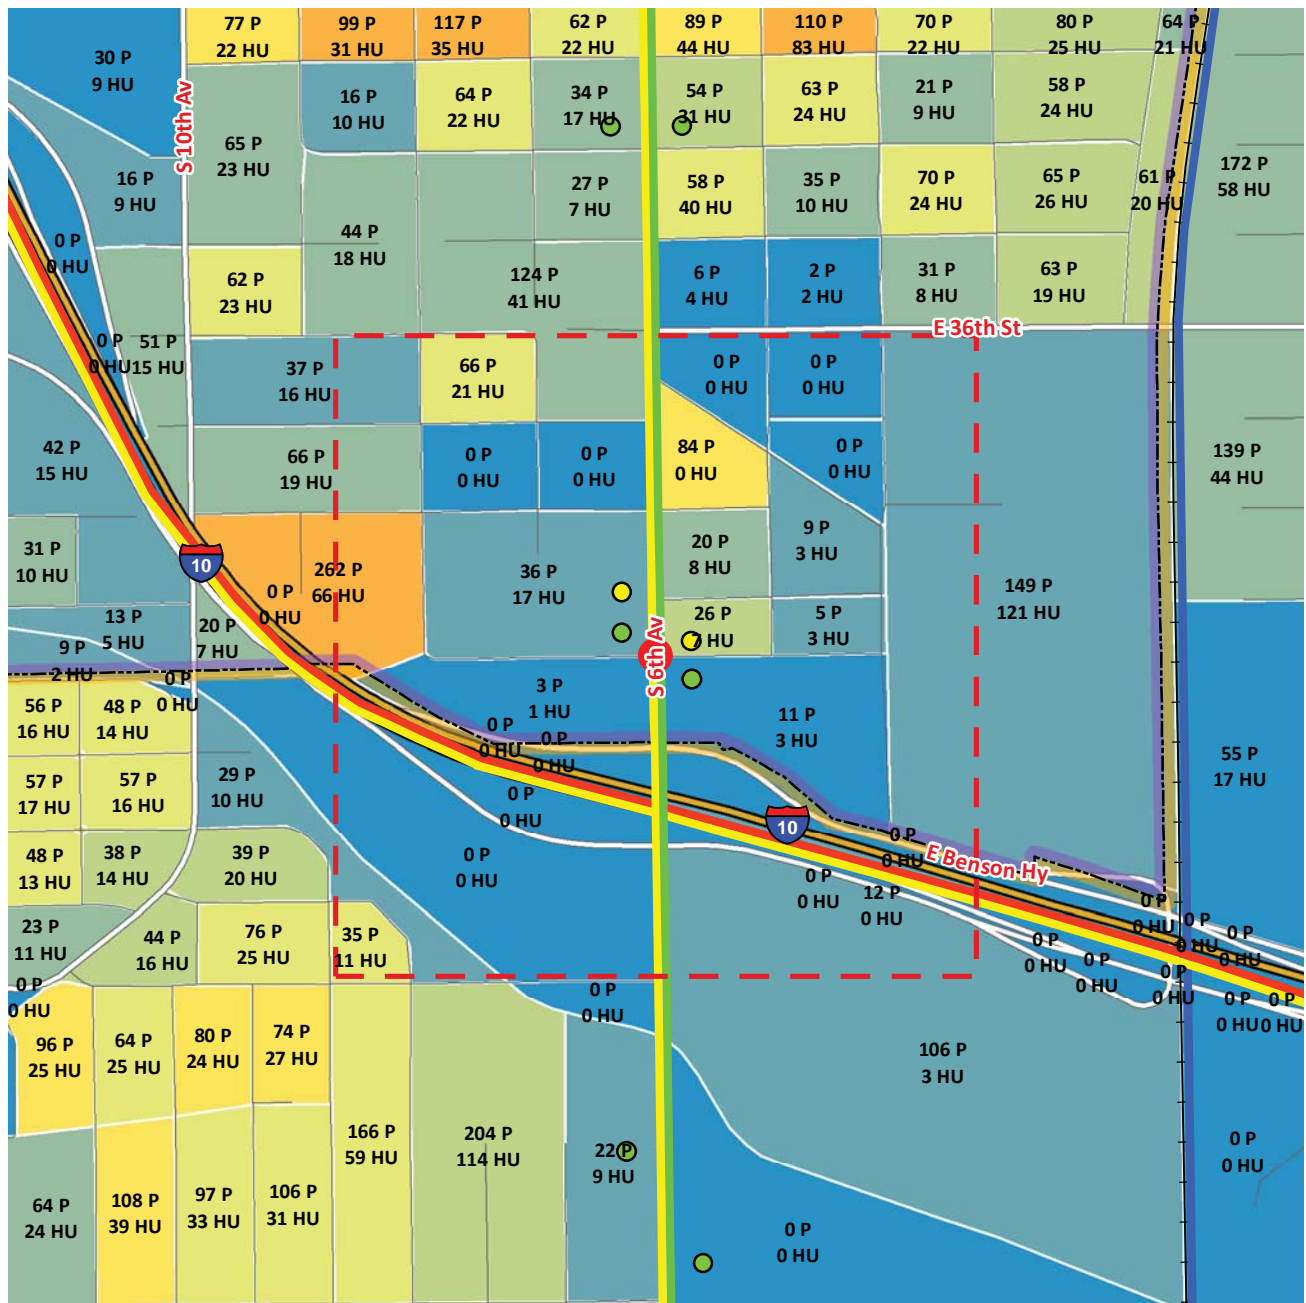 77 P
22 HU
99 P
31 HU
117 P
35 HU
62 P
22 HU
89 P
44 HU
110 P
83 HU
70 P
22 HU
80 P
25 HU
64 P
21 HU
30 P
9 HU
S 10th Av
16 P
10 HU
64 P
22 HU
34 P
17 HU
54 P
31 HU
63 P
24 HU
21 P
9 HU
58 P
24 HU
65 P
23 HU
16 P
9 HU
27 P
7 HU
58 P
40 HU
35 P
10 HU
70 P
24 HU
65 P
26 HU
61 P
20 HU
172 P
58 HU
0 P
0 HU
44 P
18 HU
62 P
23 HU
124 P
41 HU
6 P
4 HU
2 P
2 HU
31 P
8 HU
63 P
19 HU
E 36th St
0 P
0 HU
51 P
15 HU
37 P
16 HU
66 P
21 HU
0 P
0 HU
0 P
0 HU
42 P
15 HU
66 P
19 HU
0 P
0 HU
0 P
0 HU
84 P
0 HU
0 P
0 HU
139 P
44 HU
31 P
10 HU
10
0 P
0 HU
262 P
66 HU
36 P
17 HU
20 P
8 HU
9 P
3 HU
149 P
121 HU
13 P
5 HU
20 P
7 HU
26 P
7 HU
5 P
3 HU
S 6th Av
9 P
2 HU
0 P
0 HU
56 P
16 HU
48 P
14 HU
3 P
1 HU
0 P
0 HU
0 P
0 HU
11 P
3 HU
55 P
17 HU
57 P
17 HU
57 P
16 HU
29 P
10 HU
0 P
0 HU
10
0 P
0 HU
E Benson Hy
48 P
13 HU
38 P
14 HU
39 P
20 HU
0 P
0 HU
0 P
0 HU
12 P
0 HU
23 P
11 HU
44 P
16 HU
76 P
25 HU
35 P
11 HU
0 P
0 HU
0 P
0 HU
0 P
0 HU
0 P
0 HU
0 P
0 HU
0 P
0 HU
0 P
0 HU
0 P
0 HU
0 P
0 HU
0 P
0 HU
96 P
25 HU
64 P
25 HU
80 P
24 HU
74 P
27 HU
106 P
3 HU
166 P
59 HU
204 P
114 HU
22 P
9 HU
0 P
0 HU
64 P
24 HU
108 P
39 HU
97 P
33 HU
106 P
31 HU
0 P
0 HU